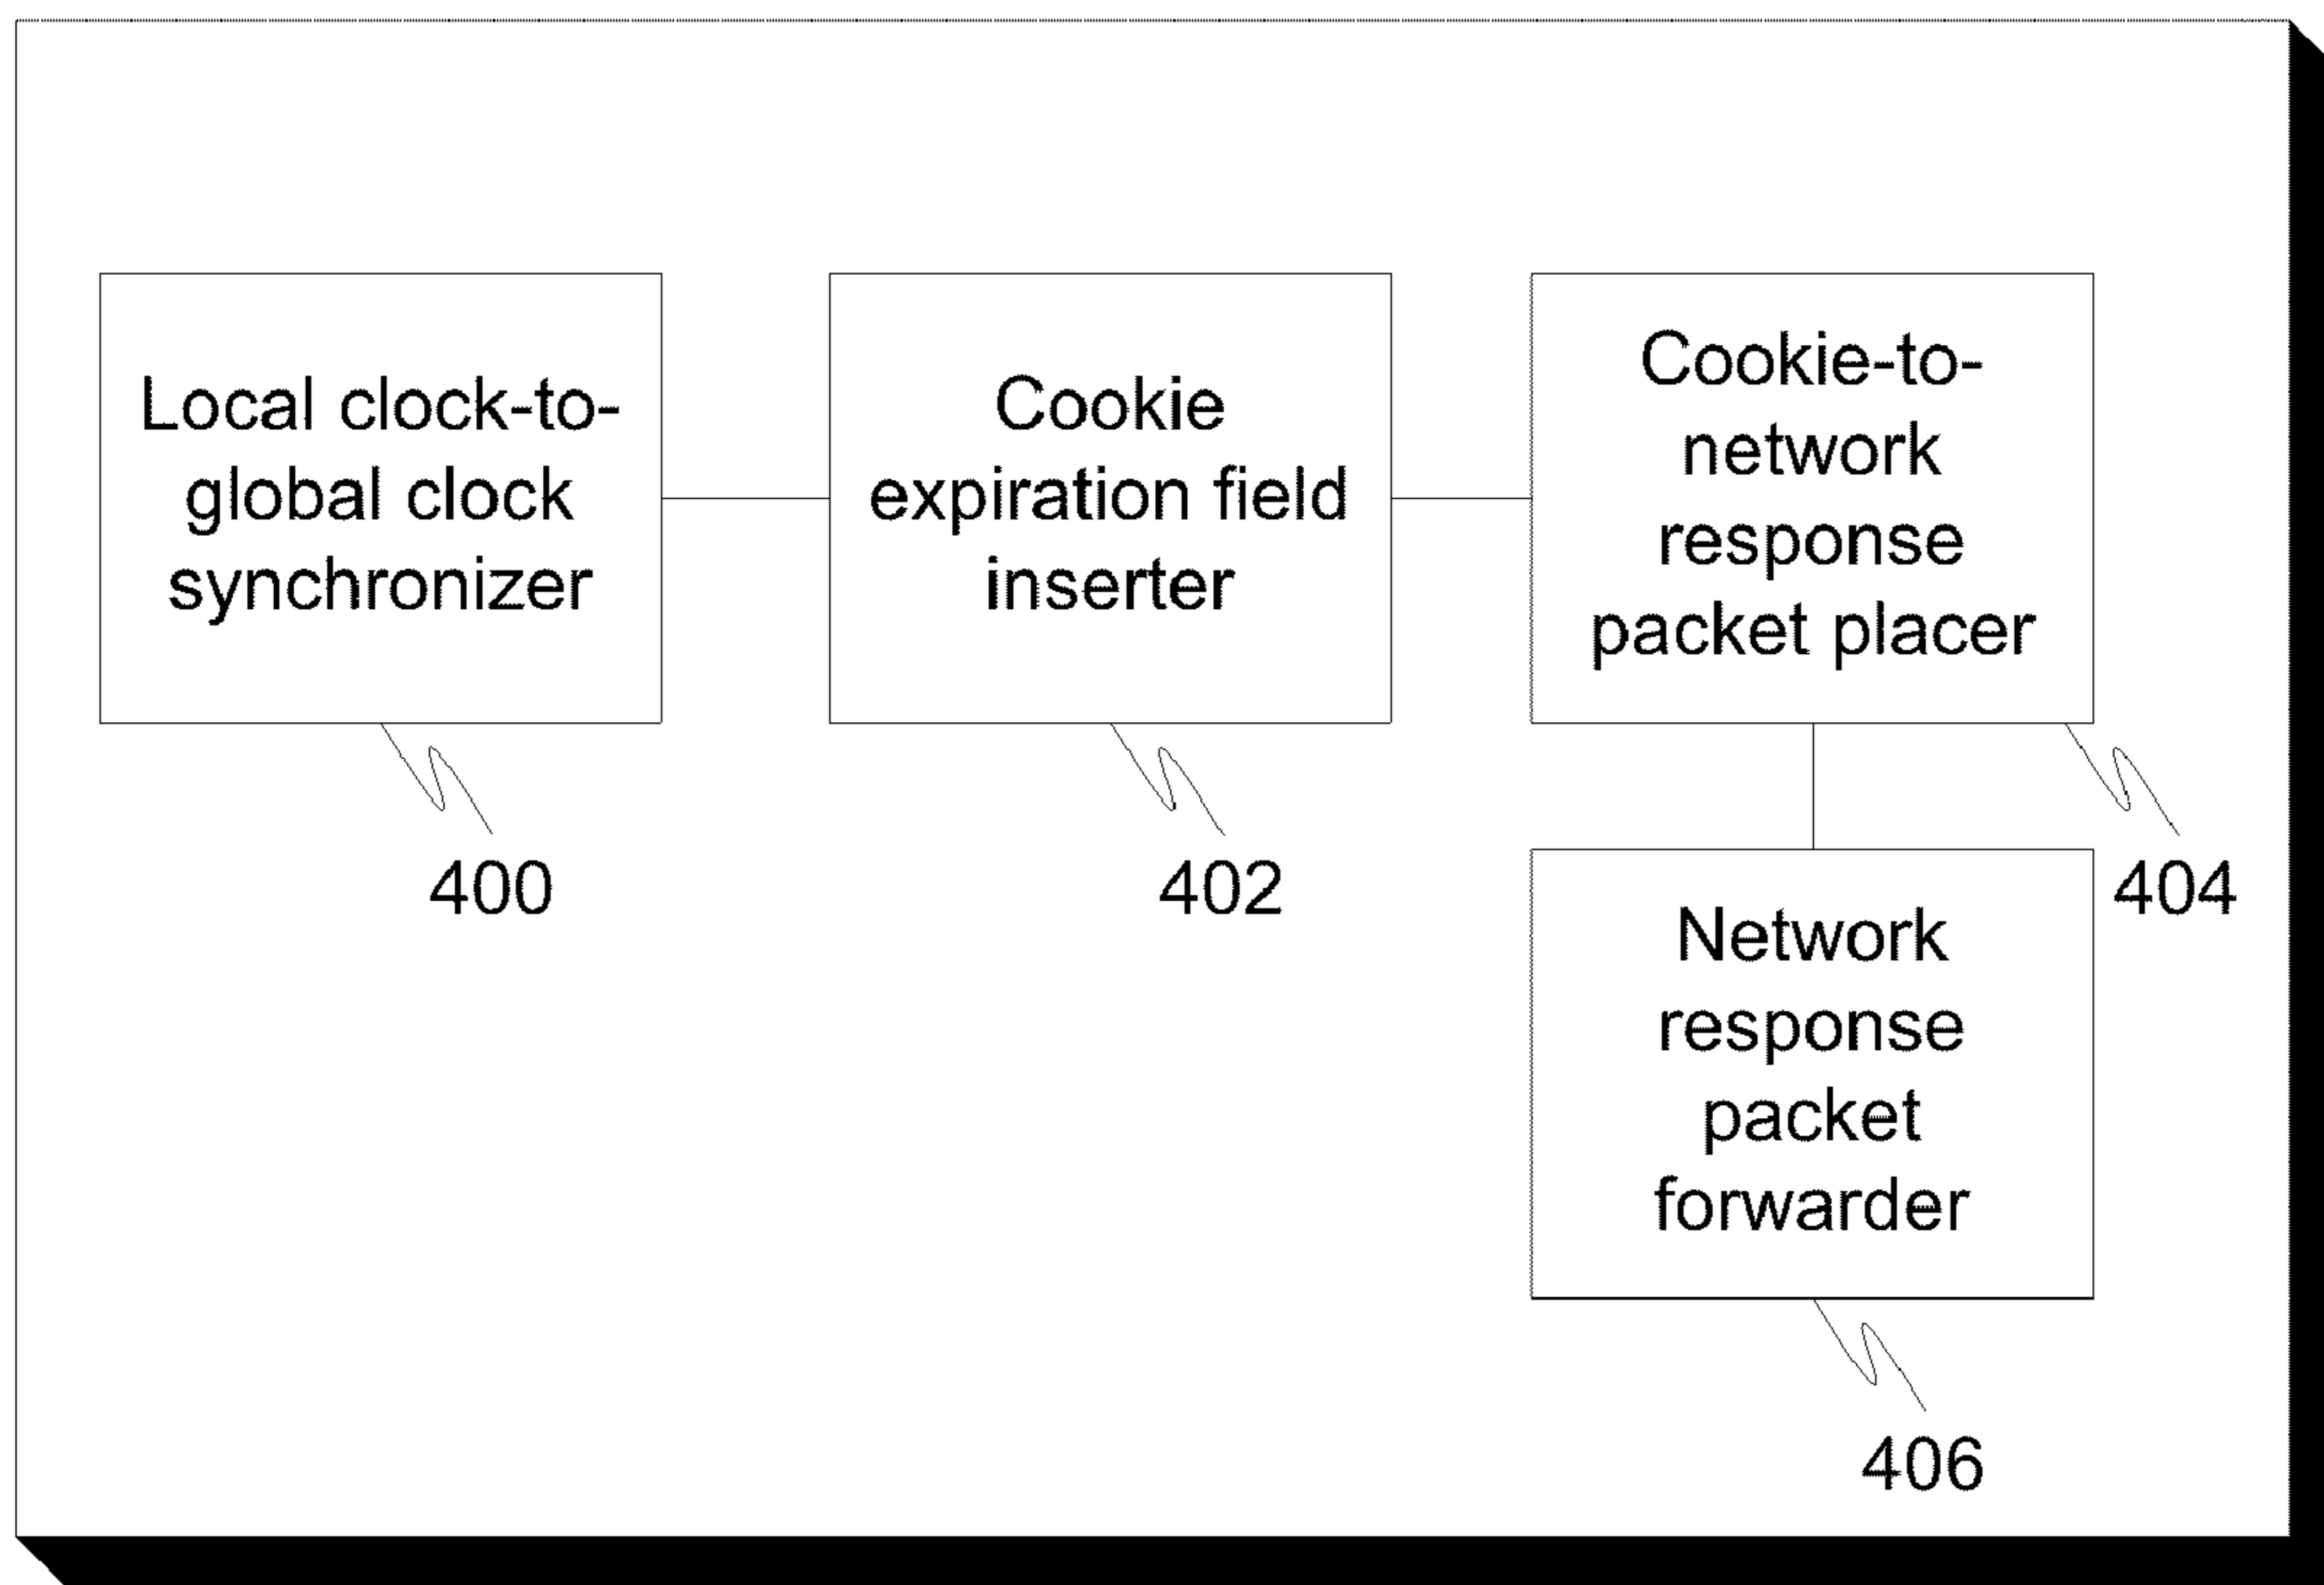 Local clock-to-
global clock
synchronizer
400
Cookie
expiration field
inserter
402
Cookie-to-
network
response
packet placer
404
Network
response
packet
forwarder
406